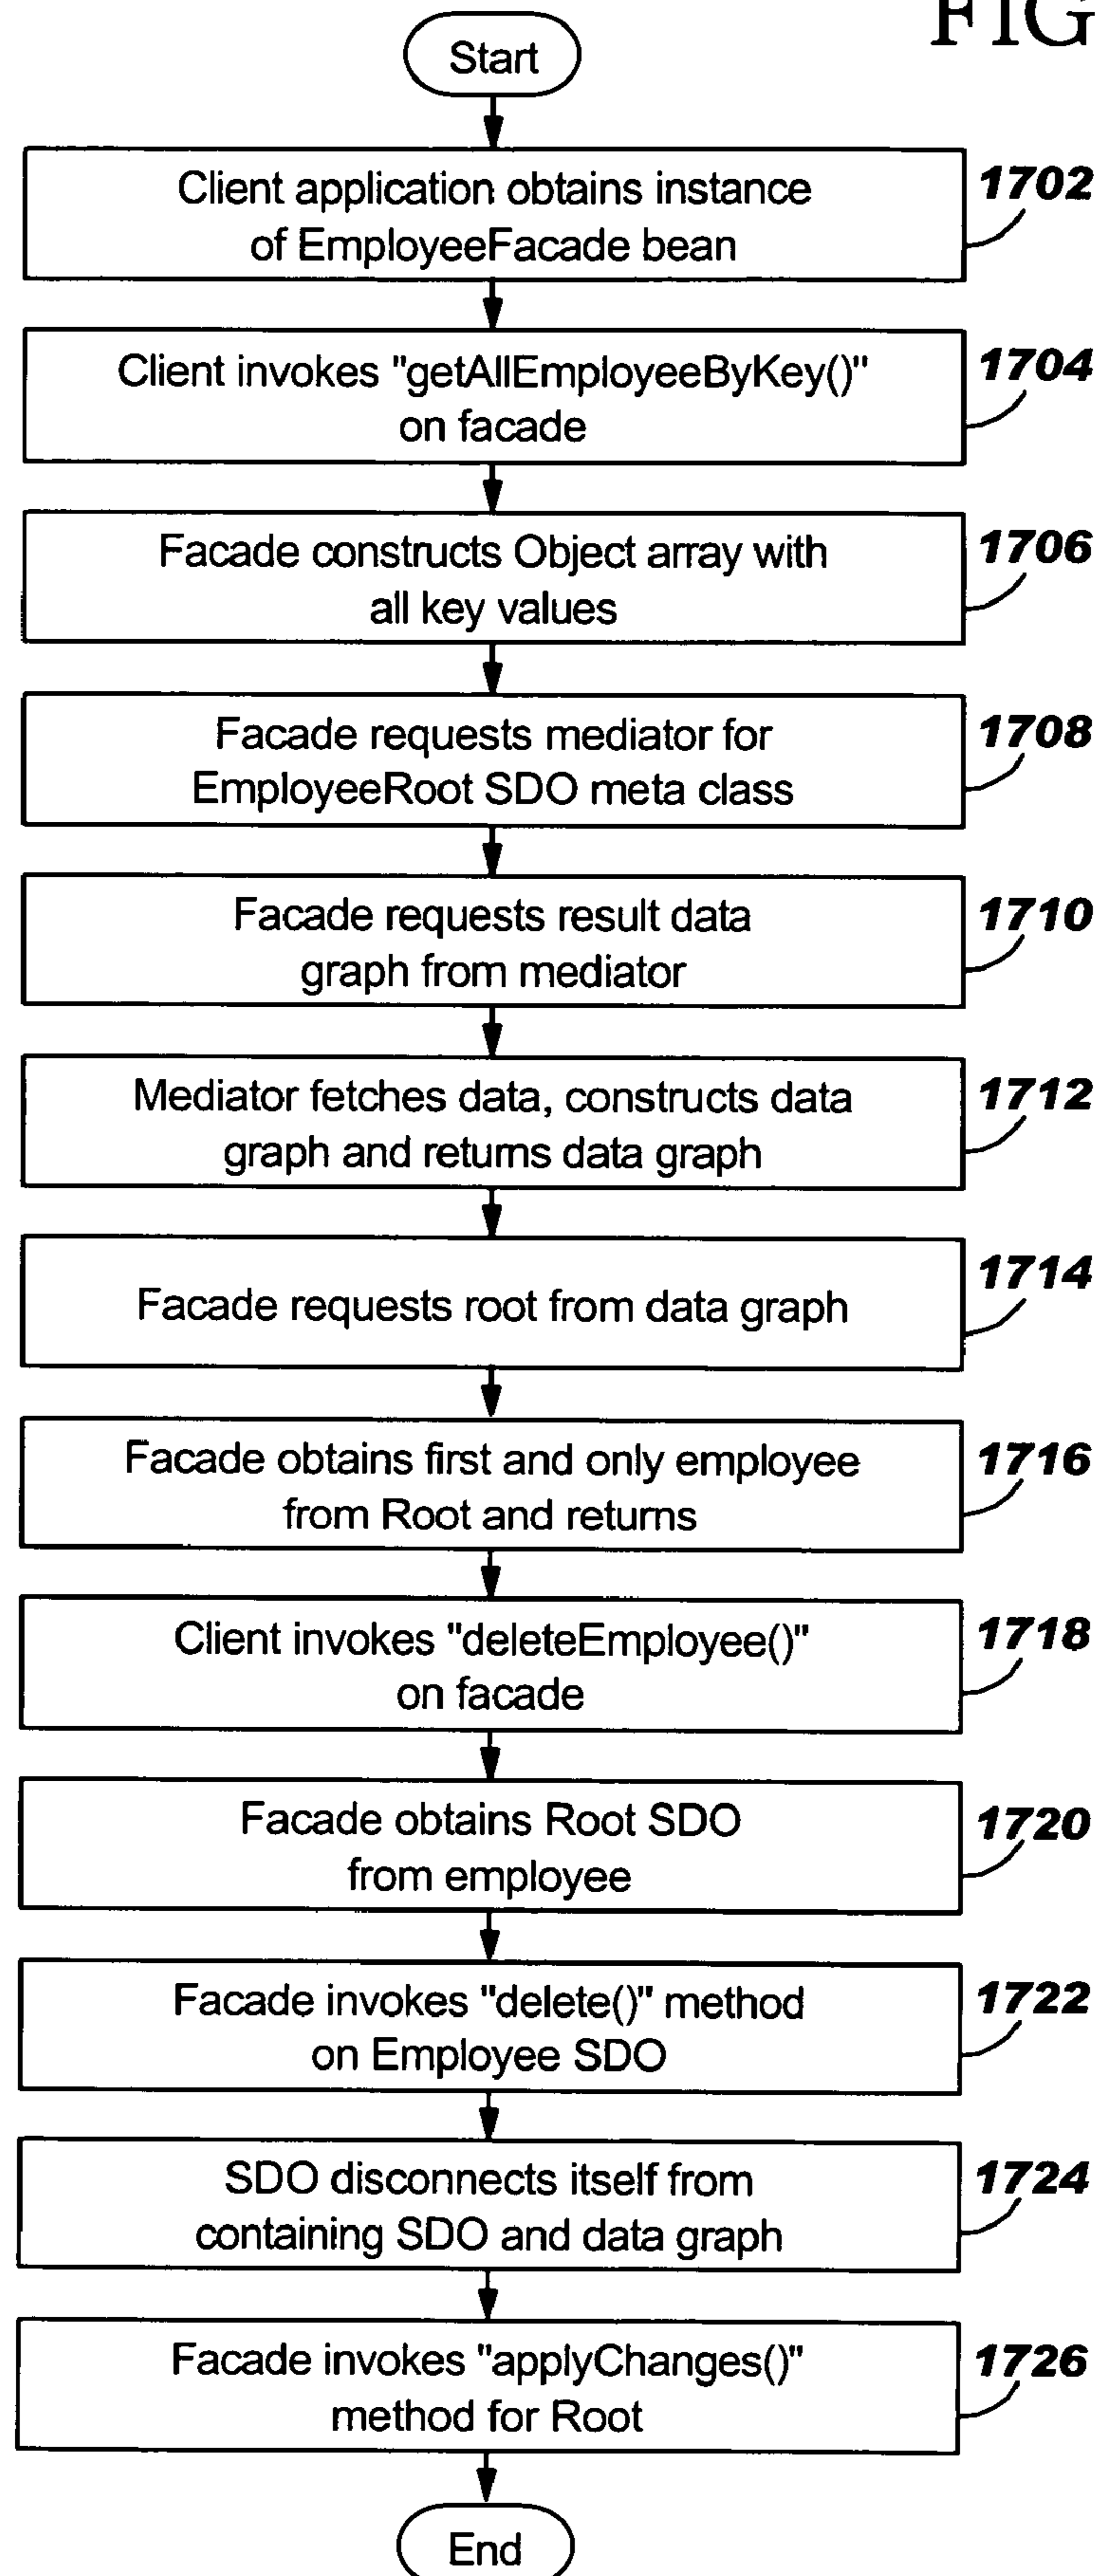 FIG
Start
Client application obtains instance
of EmployeeFacade bean
1702
Client invokes "getAllEmployeeByKey()"
on facade
1704
Facade constructs Object array with
all key values
1706
Facade requests mediator for
EmployeeRoot SDO meta class
1708
Facade requests result data
graph from mediator
1710
Mediator fetches data, constructs data
graph and returns data graph
1712
Facade requests root from data graph
1714
Facade obtains first and only employee
from Root and returns
1716
Client invokes "deleteEmployee()"
on facade
1718
Facade obtains Root SDO
from employee
1720
Facade invokes "delete()" method
on Employee SDO
1722
SDO disconnects itself from
containing SDO and data graph
1724
Facade invokes "applyChanges()"
method for Root
1726
End